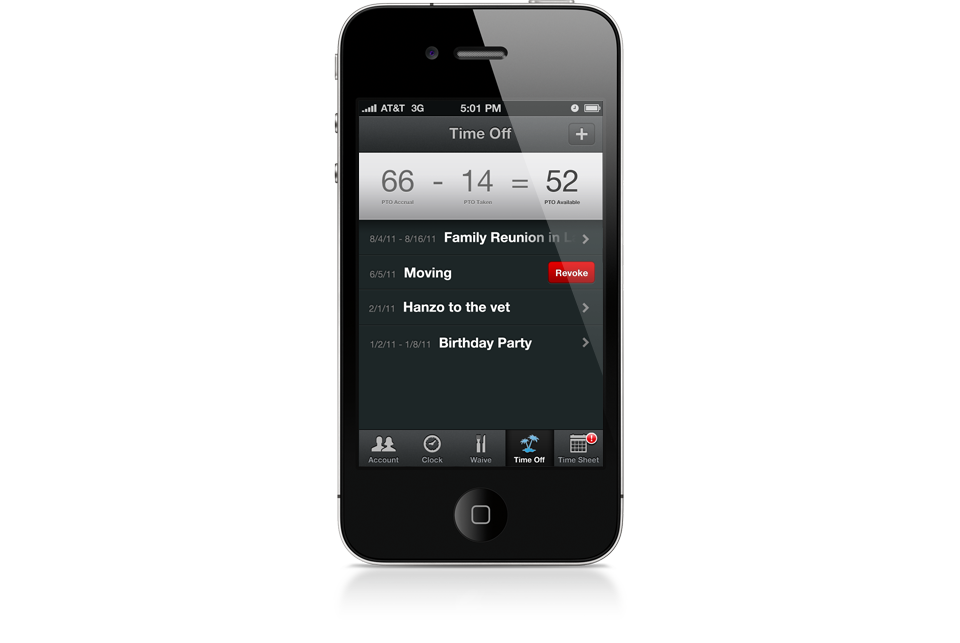 AT&T 3G 5:01 PM
Time Off +
66 - 14 = 52
PTO Accrual PTO Taken PTO Available
8/4/11 - 8/16/11 Family Reunion in
6/5/11 Moving Revoke
2/1/11 Hanzo to the vet
1/2/11 - 1/8/11 Birthday Party
Account Clock Waive Time Off Time Sheet